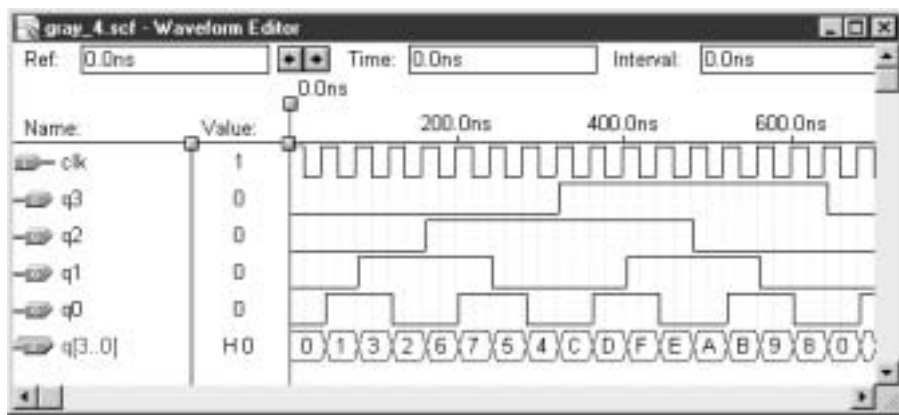 gray_4.scf - Waveform Editor
Ref: 0.0ns Time: 0.0ns Interval: 0.0ns
0.0ns
Name: Value: 200.0ns 400.0ns 600.0ns
clk 1
q3 0
q2 0
q1 0
q0 0
q[3..0] H 0 0 1 3 2 6 7 5 4 C D F E A B 9 8 0